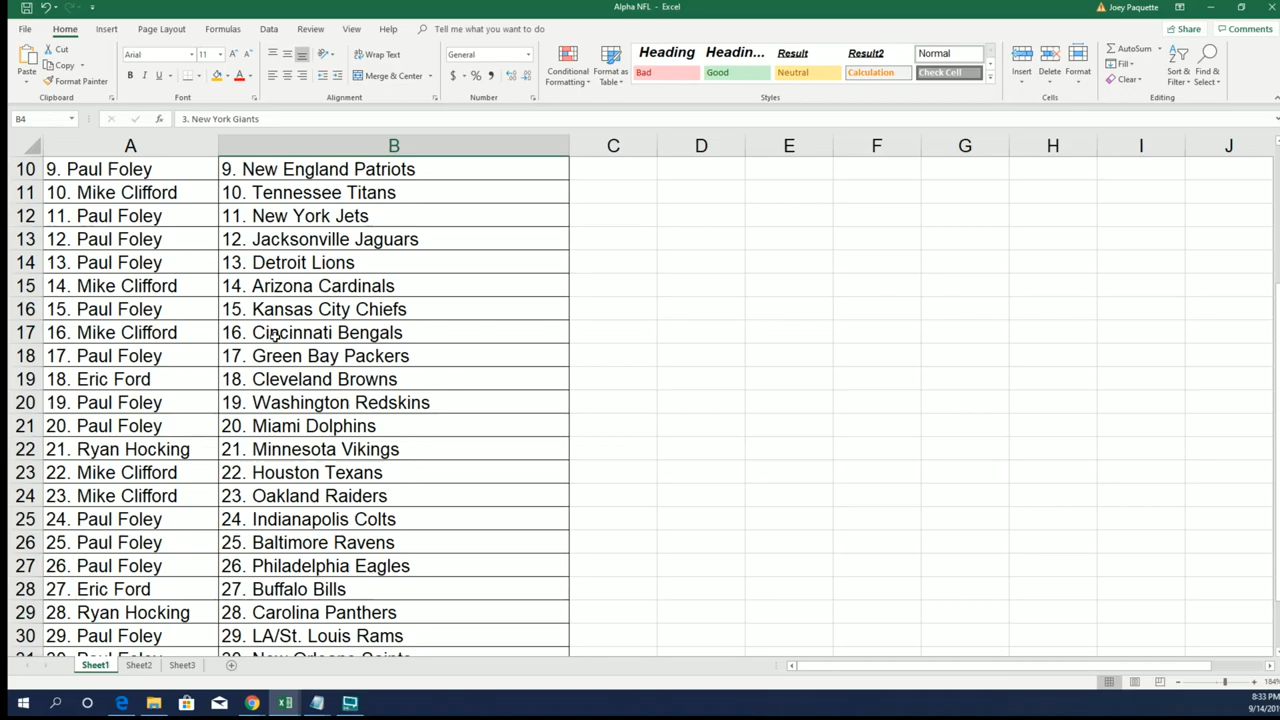 Alpha NFL - Excel
Joey Paquette
File Home Insert Page Layout Formulas Data Review View Help Tell me what you want to do
Share Comments
Paste
Cut
Copy
Format Painter
Clipboard
Arial 11
B I U
Font
Wrap Text
Merge & Center
Alignment
General
$ % ,
Number
Conditional Formatting
Format as Table
Heading Headin... Result Result2 Normal
Bad Good Neutral Calculation Check Cell
Styles
Insert Delete Format
Cells
AutoSum
Fill
Clear
Sort & Filter
Find & Select
Editing
B4 3. New York Giants
A B C D E F G H I J
10 9. Paul Foley 9. New England Patriots
11 10. Mike Clifford 10. Tennessee Titans
12 11. Paul Foley 11. New York Jets
13 12. Paul Foley 12. Jacksonville Jaguars
14 13. Paul Foley 13. Detroit Lions
15 14. Mike Clifford 14. Arizona Cardinals
16 15. Paul Foley 15. Kansas City Chiefs
17 16. Mike Clifford 16. Cincinnati Bengals
18 17. Paul Foley 17. Green Bay Packers
19 18. Eric Ford 18. Cleveland Browns
20 19. Paul Foley 19. Washington Redskins
21 20. Paul Foley 20. Miami Dolphins
22 21. Ryan Hocking 21. Minnesota Vikings
23 22. Mike Clifford 22. Houston Texans
24 23. Mike Clifford 23. Oakland Raiders
25 24. Paul Foley 24. Indianapolis Colts
26 25. Paul Foley 25. Baltimore Ravens
27 26. Paul Foley 26. Philadelphia Eagles
28 27. Eric Ford 27. Buffalo Bills
29 28. Ryan Hocking 28. Carolina Panthers
30 29. Paul Foley 29. LA/St. Louis Rams
Sheet1 Sheet2 Sheet3
184%
8:33 PM